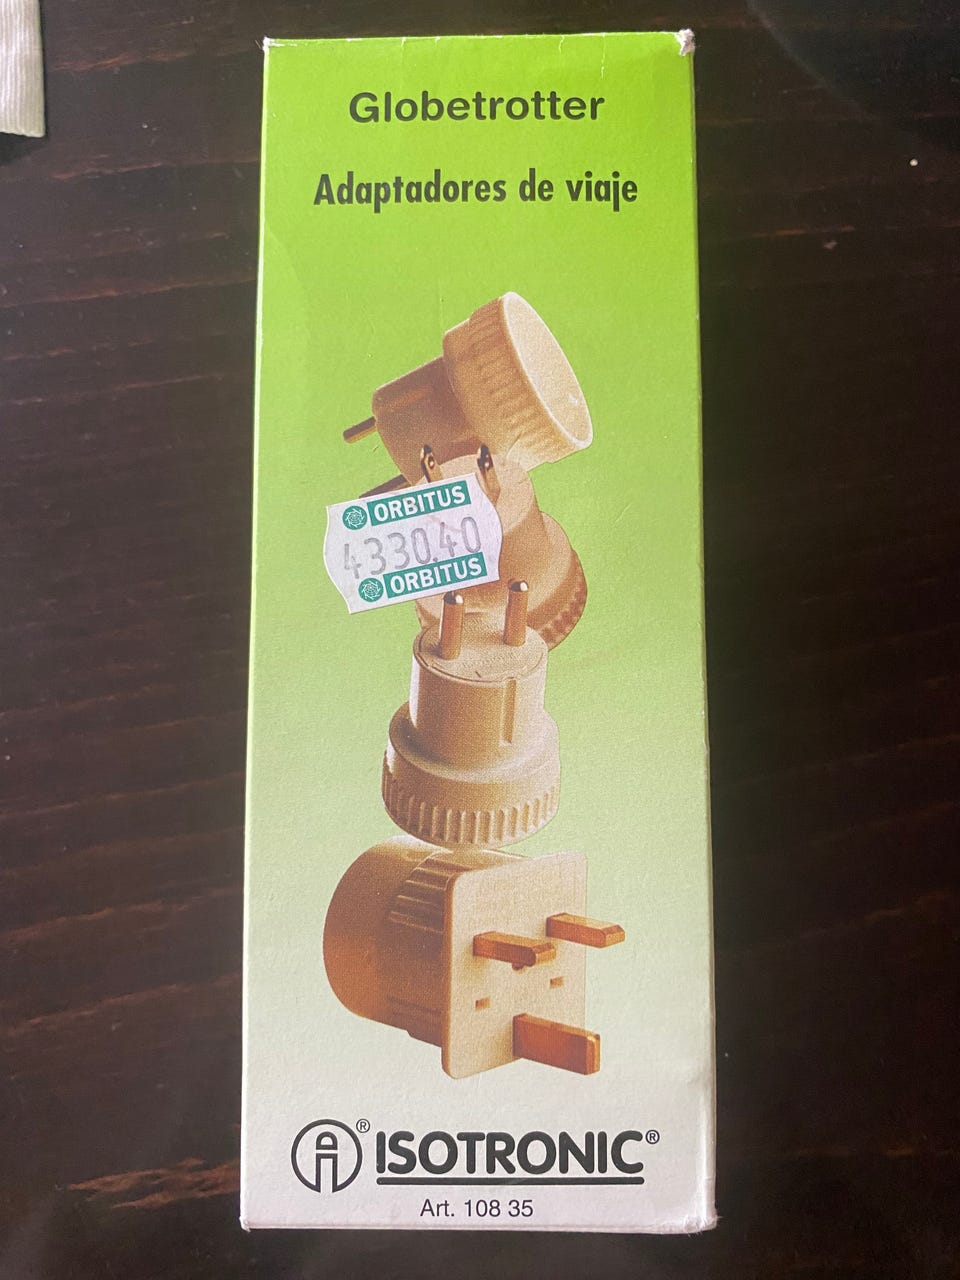 Globetrotter
Adaptadores de viaje
ORBITUS
4330.40
ORBITUS
® ISOTRONIC®
Art. 108 35